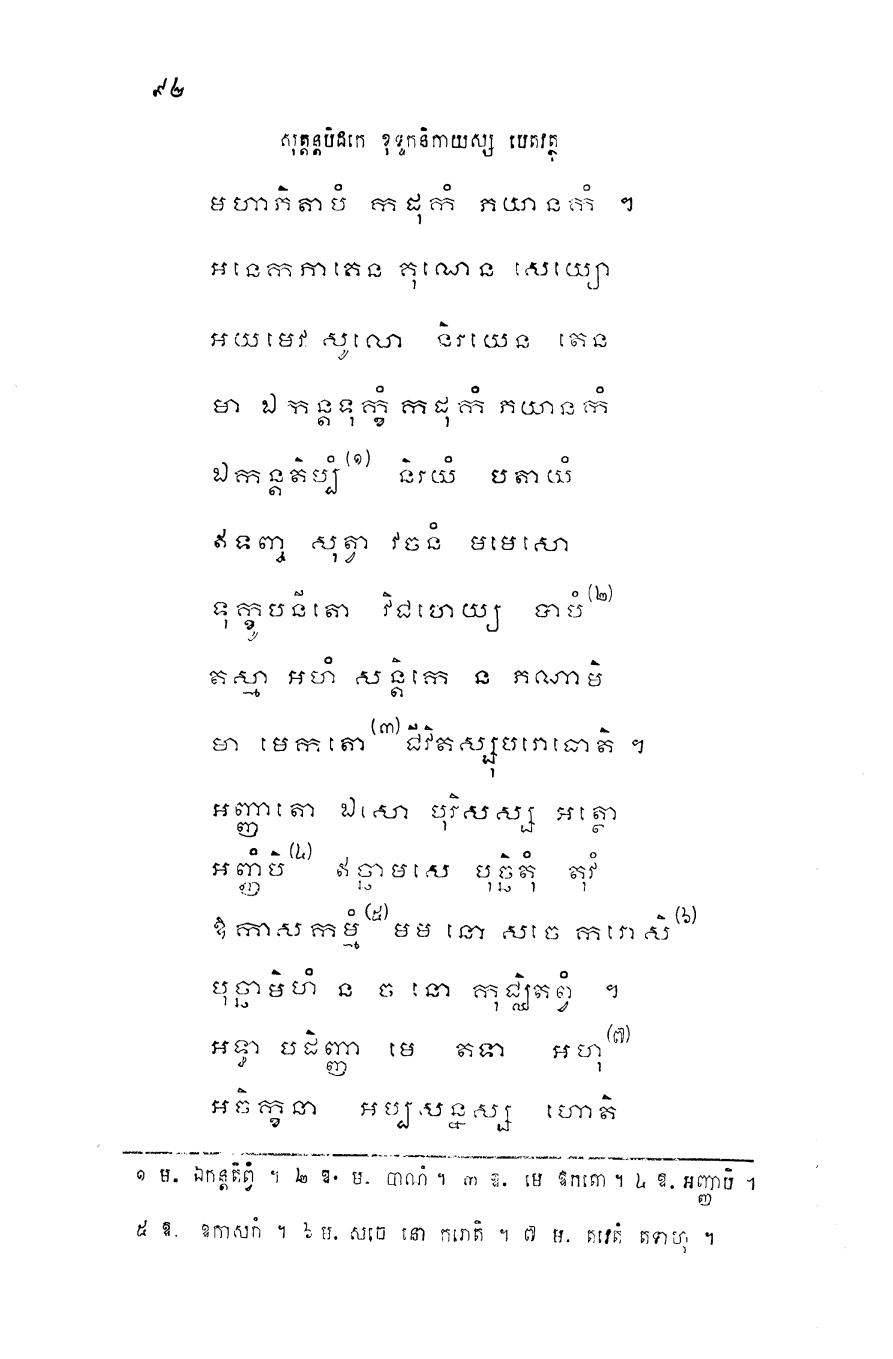 ៩២
សុត្តន្តបិដកេ ខុទ្ទកនិកាយស្ស បេតវត្ថុ
មហាភិតាបំ កដុកំ ភយានកំ ។
អនេកភាគេន គុណេន សេយ្យោ
អយមេវ សូលោ និរយេន តេន
មា ឯកន្តទុក្ខំ កដុកំ ភយានកំ
ឯកន្តតិប្បំ(១) និរយំ បតាយំ
ឥទញ្ច សុត្វា វចនំ មមេសោ
ទុក្ខូបនីតោ វិជហេយ្យ បាបំ(២)
តស្មា អហំ សន្តិកេ ន ភណាមិ
មា មេកតោ(៣) ជីវិតស្សុបរោធោតិ ។
អញ្ញាតោ ឯសោ បុរិសស្ស អត្ថោ
អញ្ញំបិ(៤) ឥច្ឆាមសេ បុច្ឆិតុំ តុវំ
ឱកាសកម្មំ(៥) មម នោ សចេ ករោសិ(៦)
បុច្ឆាមិហំ ន ច នោ កុជ្ឈិតព្វំ ។
អទ្ធា បដិញ្ញា មេ តទា អហុ(៧)
អចិក្ខនា អប្បសន្នស្ស ហោតិ
១ ម. ឯកន្តតិព្វំ ។ ២ ឱ. ម. បាណំ។ ៣ ឱ. មេ ឱកតោ។ ៤ ឱ. អញ្ញាបិ ។
៥ ឱ. ឱកាសកំ ។ ៦ ម. សចេ នោ ករោតិ ។ ៧ ម. តវេតំ តទាហុ ។